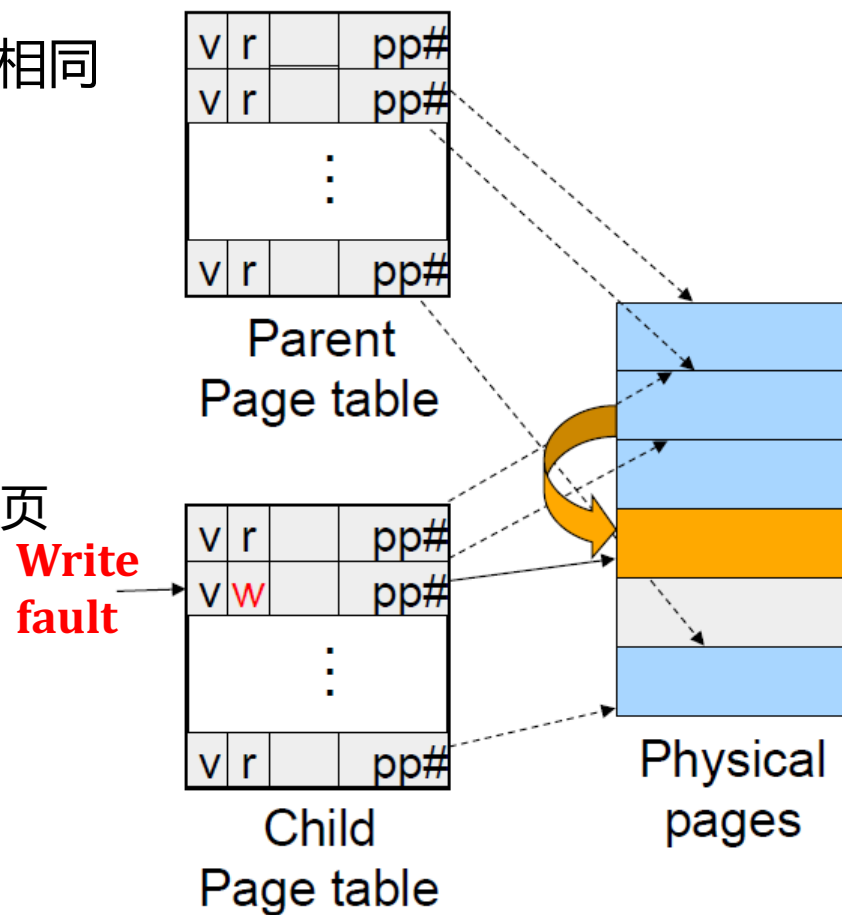 相同
v r pp#
v r pp#
⋮
v r pp#
Parent
Page table
页
Write
fault
v r pp#
v w pp#
⋮
v r pp#
Child
Page table
Physical
pages